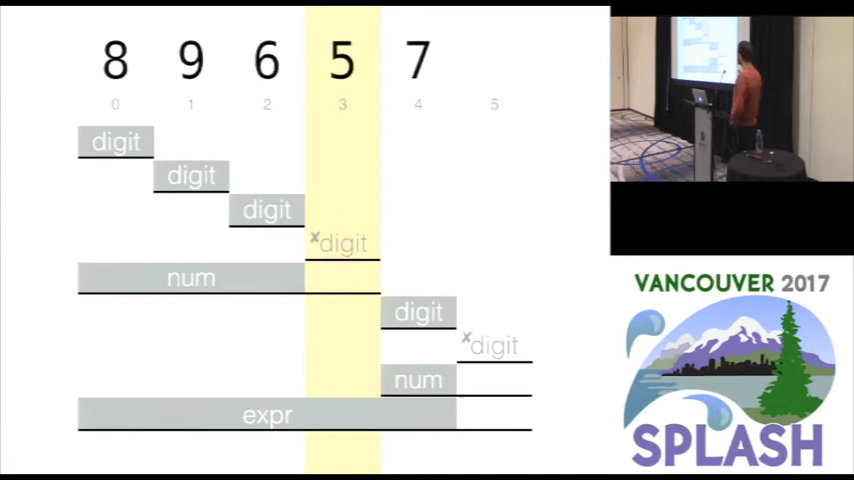 8 9 6 5 7
0 1 2 3 4 5
digit
digit
digit
✘digit
num
digit
✘digit
num
expr
VANCOUVER 2017
SPLASH